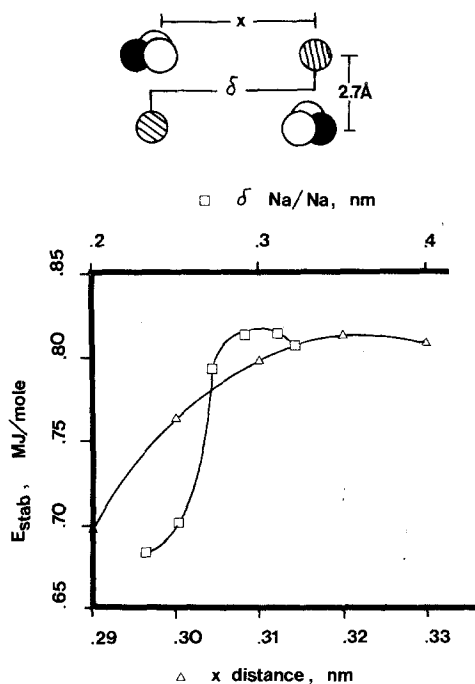 x
δ
2.7Å
□ δ Na/Na, nm
.2 .3 .4
.85
.80
.75
.70
.65
Estab, MJ/mole
.29 .30 .31 .32 .33
△ x distance, nm